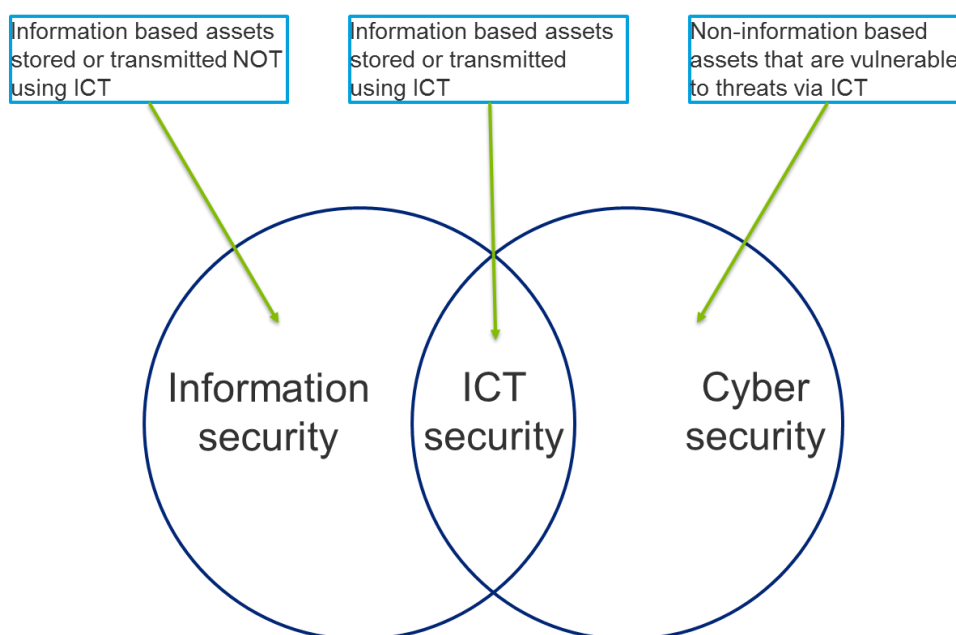 Information based assets
stored or transmitted NOT
using ICT
Information based assets
stored or transmitted
using ICT
Non-information based
assets that are vulnerable
to threats via ICT
Information
security
ICT
security
Cyber
security